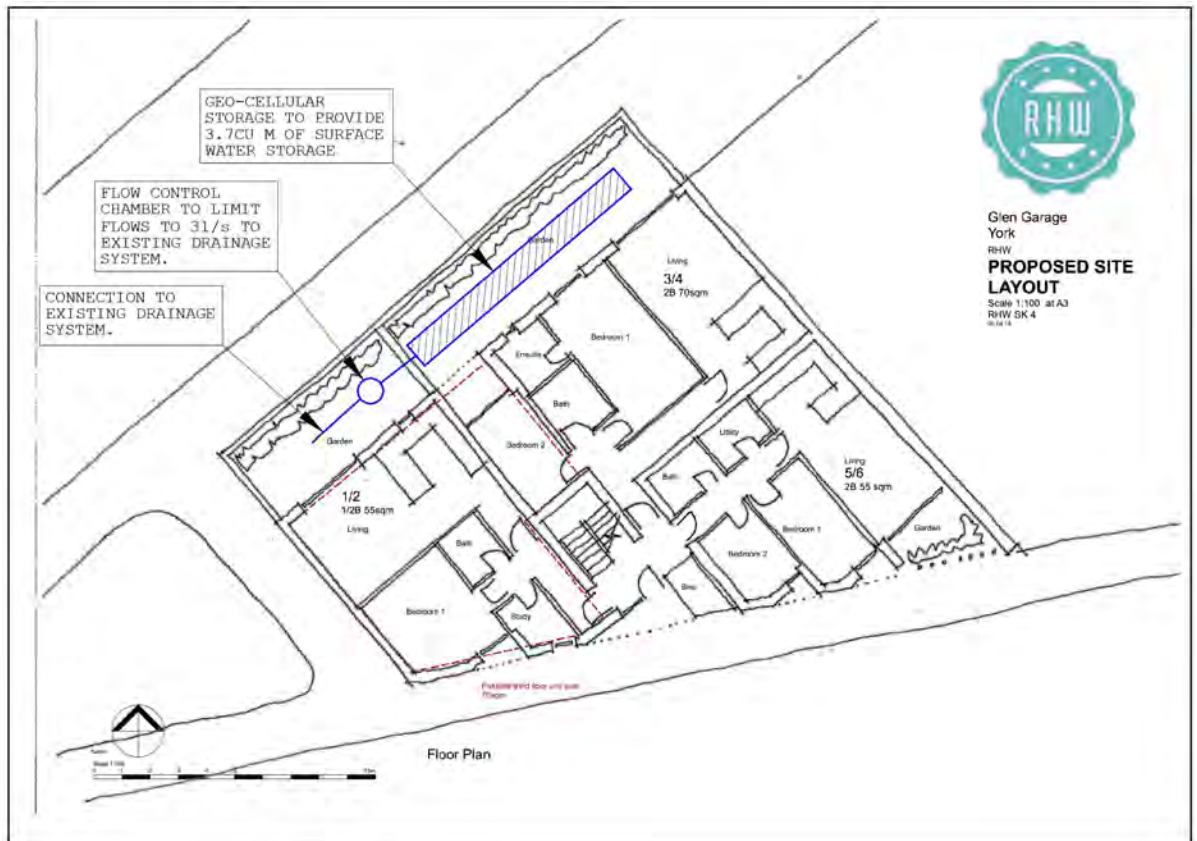 GEO-CELLULAR
STORAGE TO PROVIDE
3.7CU M OF SURFACE
WATER STORAGE
FLOW CONTROL
CHAMBER TO LIMIT
FLOWS TO 3l/s TO
EXISTING DRAINAGE
SYSTEM.
CONNECTION TO
EXISTING DRAINAGE
SYSTEM.
RHW
Glen Garage
York
RHW
PROPOSED SITE
LAYOUT
Scale 1:100 at A3
RHW SK 4
Garden
Living
3/4
2B 70sqm
Bedroom 1
Ensuite
Bath
Bedroom 2
Garden
1/2
1/2B 55sqm
Living
Bath
Bedroom 1
Study
Utility
Bath
Living
5/6
2B 55 sqm
Bedroom 1
Bedroom 2
Garden
Floor Plan